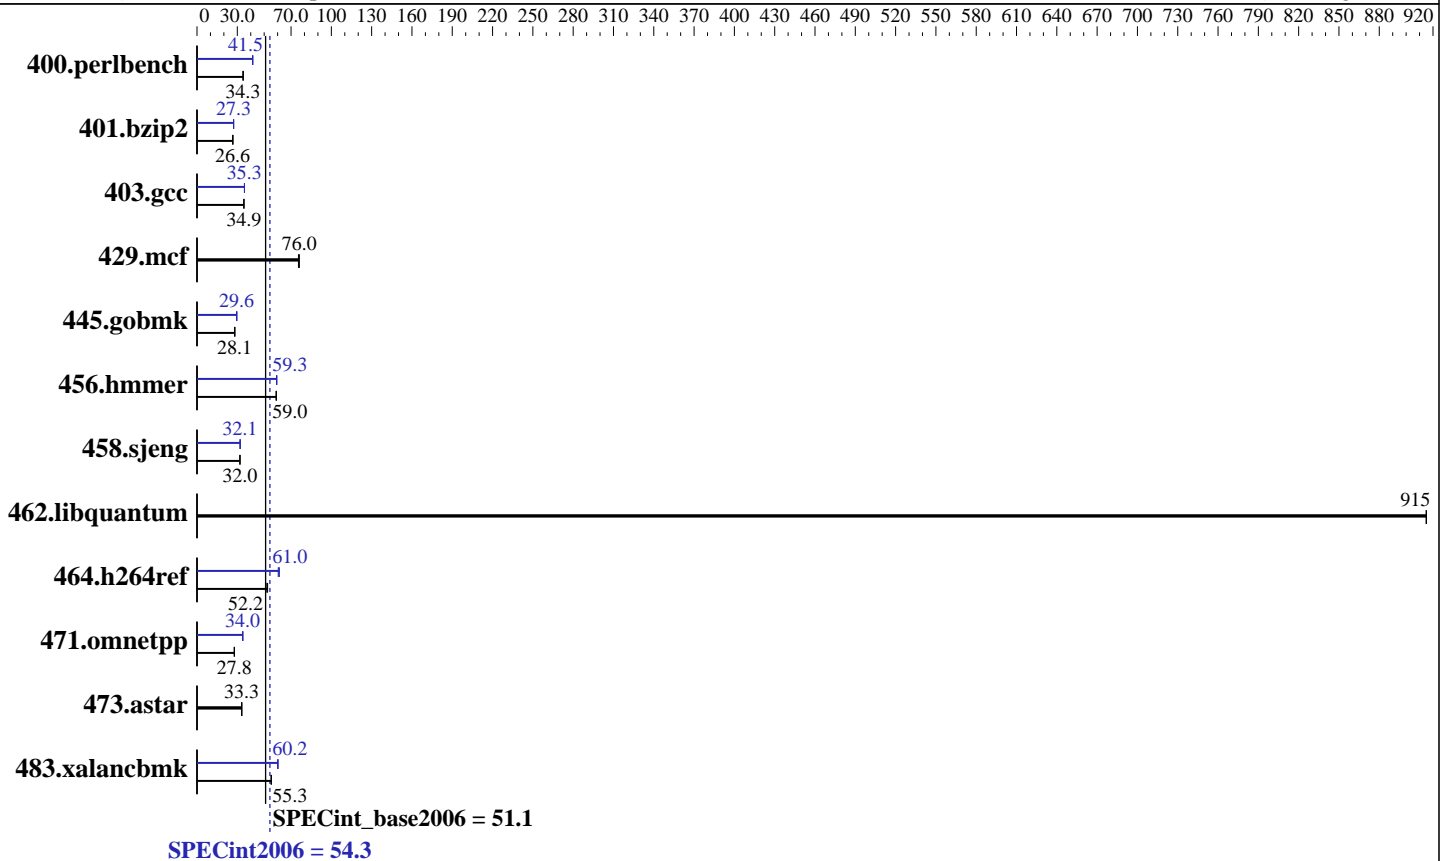 0 30.0 70.0 100 130 160 190 220 250 280 310 340 370 400 430 460 490 520 550 580 610 640 670 700 730 760 790 820 850 880 920
41.5
400.perlbench
34.3
27.3
401.bzip2
26.6
35.3
403.gcc
34.9
76.0
429.mcf
29.6
445.gobmk
28.1
59.3
456.hmmer
59.0
32.1
458.sjeng
32.0
915
462.libquantum
61.0
464.h264ref
52.2
34.0
471.omnetpp
27.8
33.3
473.astar
60.2
483.xalancbmk
55.3
SPECint_base2006 = 51.1
SPECint2006 = 54.3